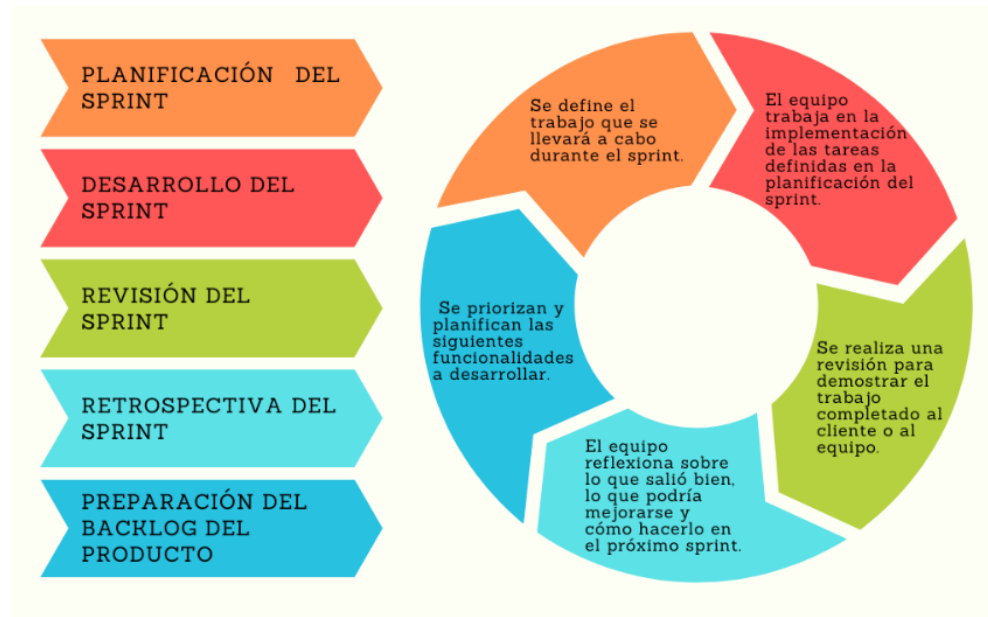 PLANIFICACIÓN DEL
SPRINT
DESARROLLO DEL
SPRINT
REVISIÓN DEL
SPRINT
RETROSPECTIVA DEL
SPRINT
PREPARACIÓN DEL
BACKLOG DEL
PRODUCTO
Se define el
trabajo que se
llevará a cabo
durante el sprint.
El equipo
trabaja en la
implementación
de las tareas
definidas en la
planificación del
sprint.
Se realiza una
revisión para
demostrar el
trabajo
completado al
cliente o al
equipo.
El equipo
reflexiona sobre
lo que salió bien,
lo que podría
mejorarse y
cómo hacerlo en
el próximo sprint.
Se priorizan y
planifican las
siguientes
funcionalidades
a desarrollar.